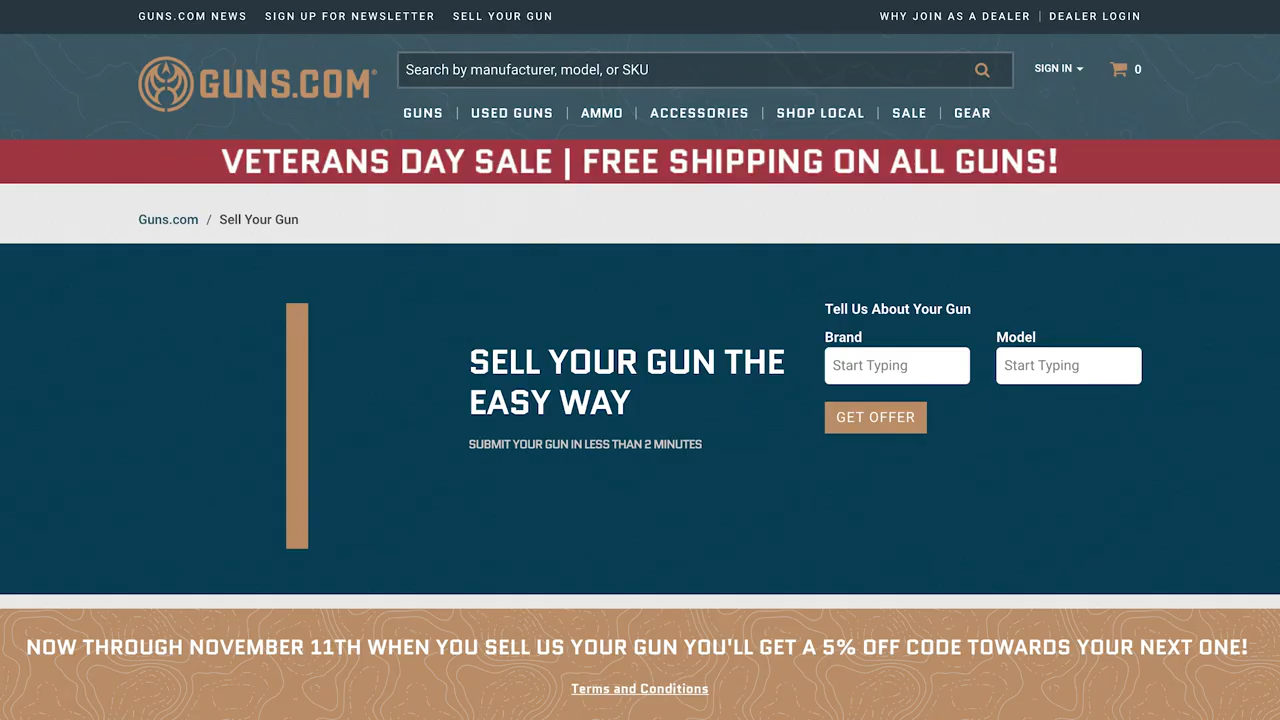 GUNS.COM NEWS SIGN UP FOR NEWSLETTER SELL YOUR GUN WHY JOIN AS A DEALER | DEALER LOGIN
GUNS.COM®
Search by manufacturer, model, or SKU
SIGN IN
0
GUNS | USED GUNS | AMMO | ACCESSORIES | SHOP LOCAL | SALE | GEAR
VETERANS DAY SALE | FREE SHIPPING ON ALL GUNS!
Guns.com / Sell Your Gun
SELL YOUR GUN THE
EASY WAY
SUBMIT YOUR GUN IN LESS THAN 2 MINUTES
Tell Us About Your Gun
Brand Model
Start Typing Start Typing
GET OFFER
NOW THROUGH NOVEMBER 11TH WHEN YOU SELL US YOUR GUN YOU'LL GET A 5% OFF CODE TOWARDS YOUR NEXT ONE!
Terms and Conditions